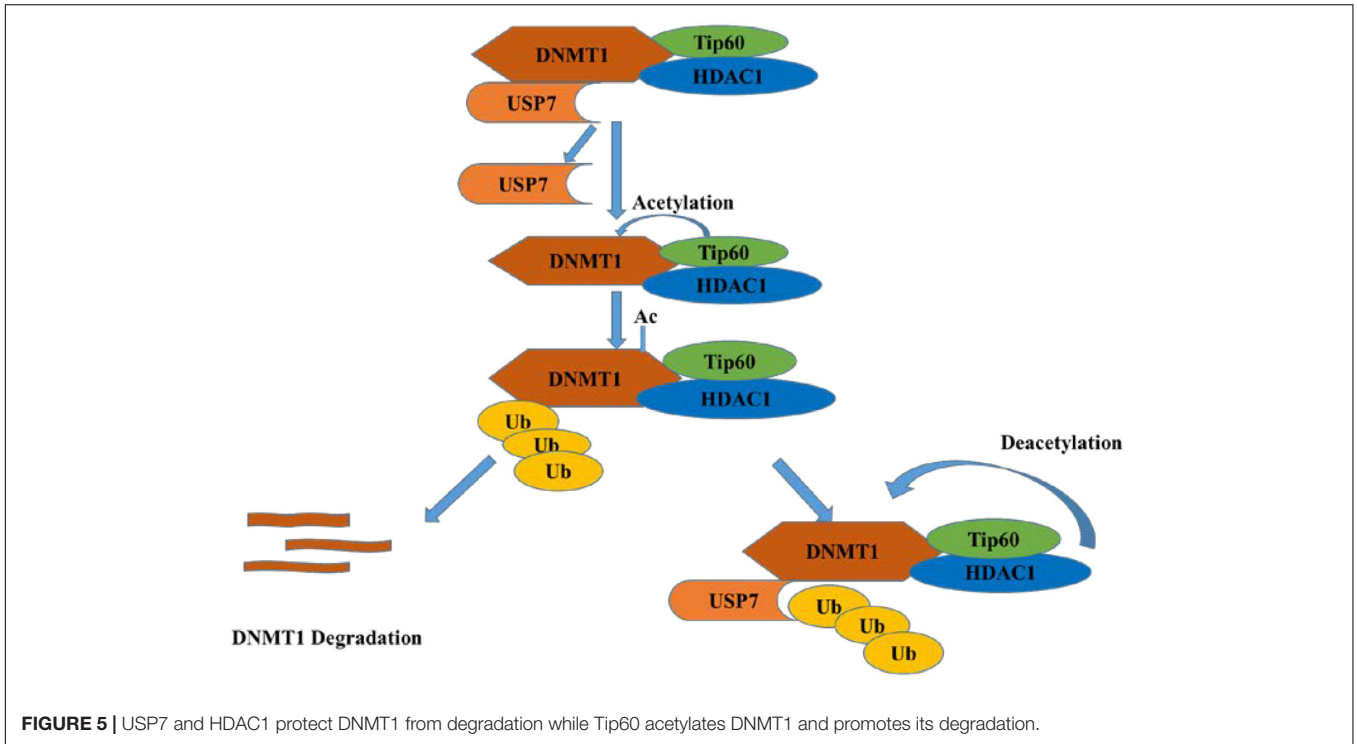 DNMT1
Tip60
HDAC1
USP7
USP7
Acetylation
DNMT1
Tip60
HDAC1
Ac
DNMT1
Tip60
HDAC1
Ub
Ub
Ub
Deacetylation
DNMT1
Tip60
HDAC1
USP7
Ub
Ub
Ub
DNMT1 Degradation
FIGURE 5 | USP7 and HDAC1 protect DNMT1 from degradation while Tip60 acetylates DNMT1 and promotes its degradation.